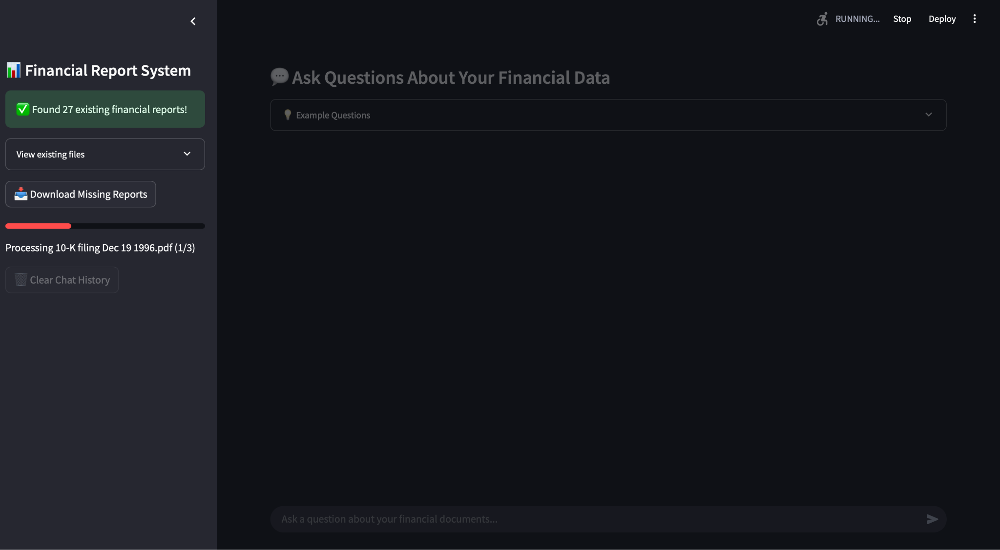 RUNNING...
Stop
Deploy
Financial Report System
Found 27 existing financial reports!
View existing files
Download Missing Reports
Processing 10-K filing Dec 19 1996.pdf (1/3)
Clear Chat History
Ask Questions About Your Financial Data
Example Questions
Ask a question about your financial documents...